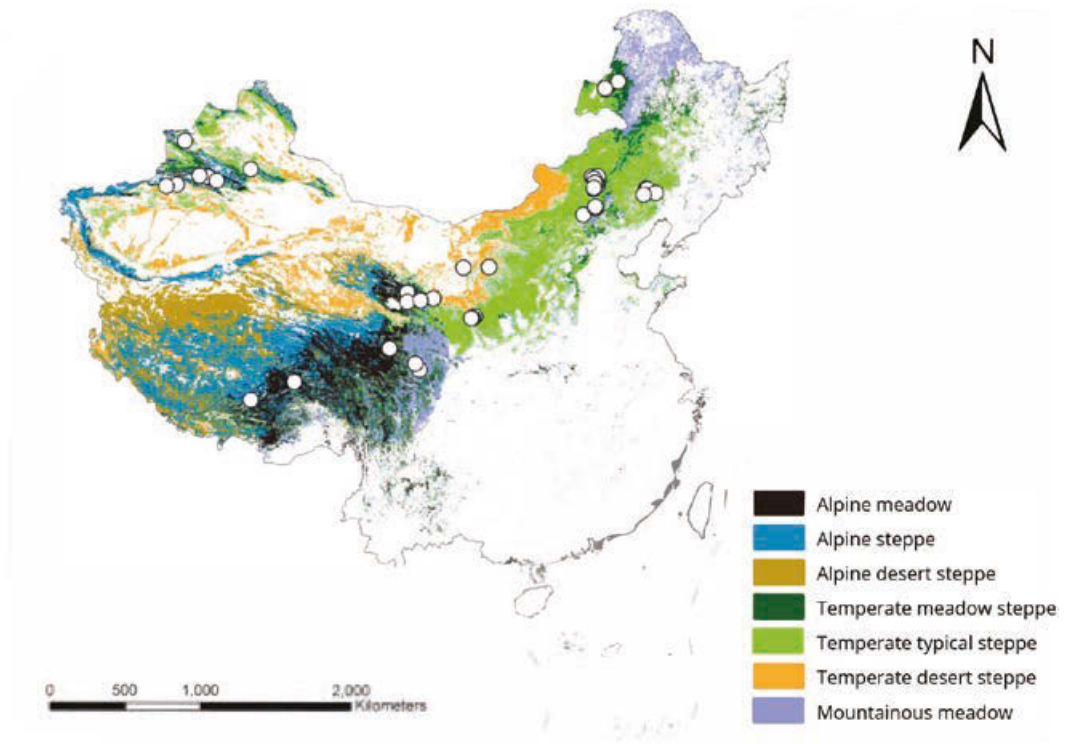 N
Alpine meadow
Alpine steppe
Alpine desert steppe
Temperate meadow steppe
Temperate typical steppe
Temperate desert steppe
Mountainous meadow
0 500 1,000 2,000
Kilometers